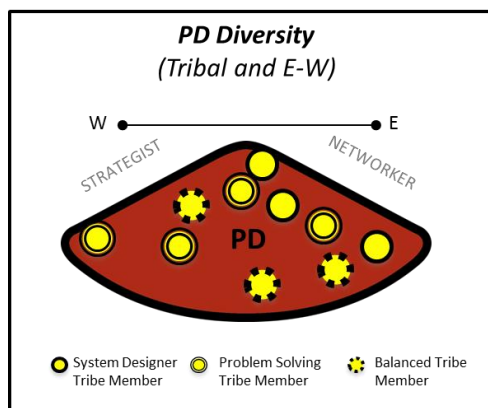 PD Diversity
(Tribal and E-W)
W E
STRATEGIST
NETWORKER
PD
System Designer
Tribe Member
Problem Solving
Tribe Member
Balanced Tribe
Member